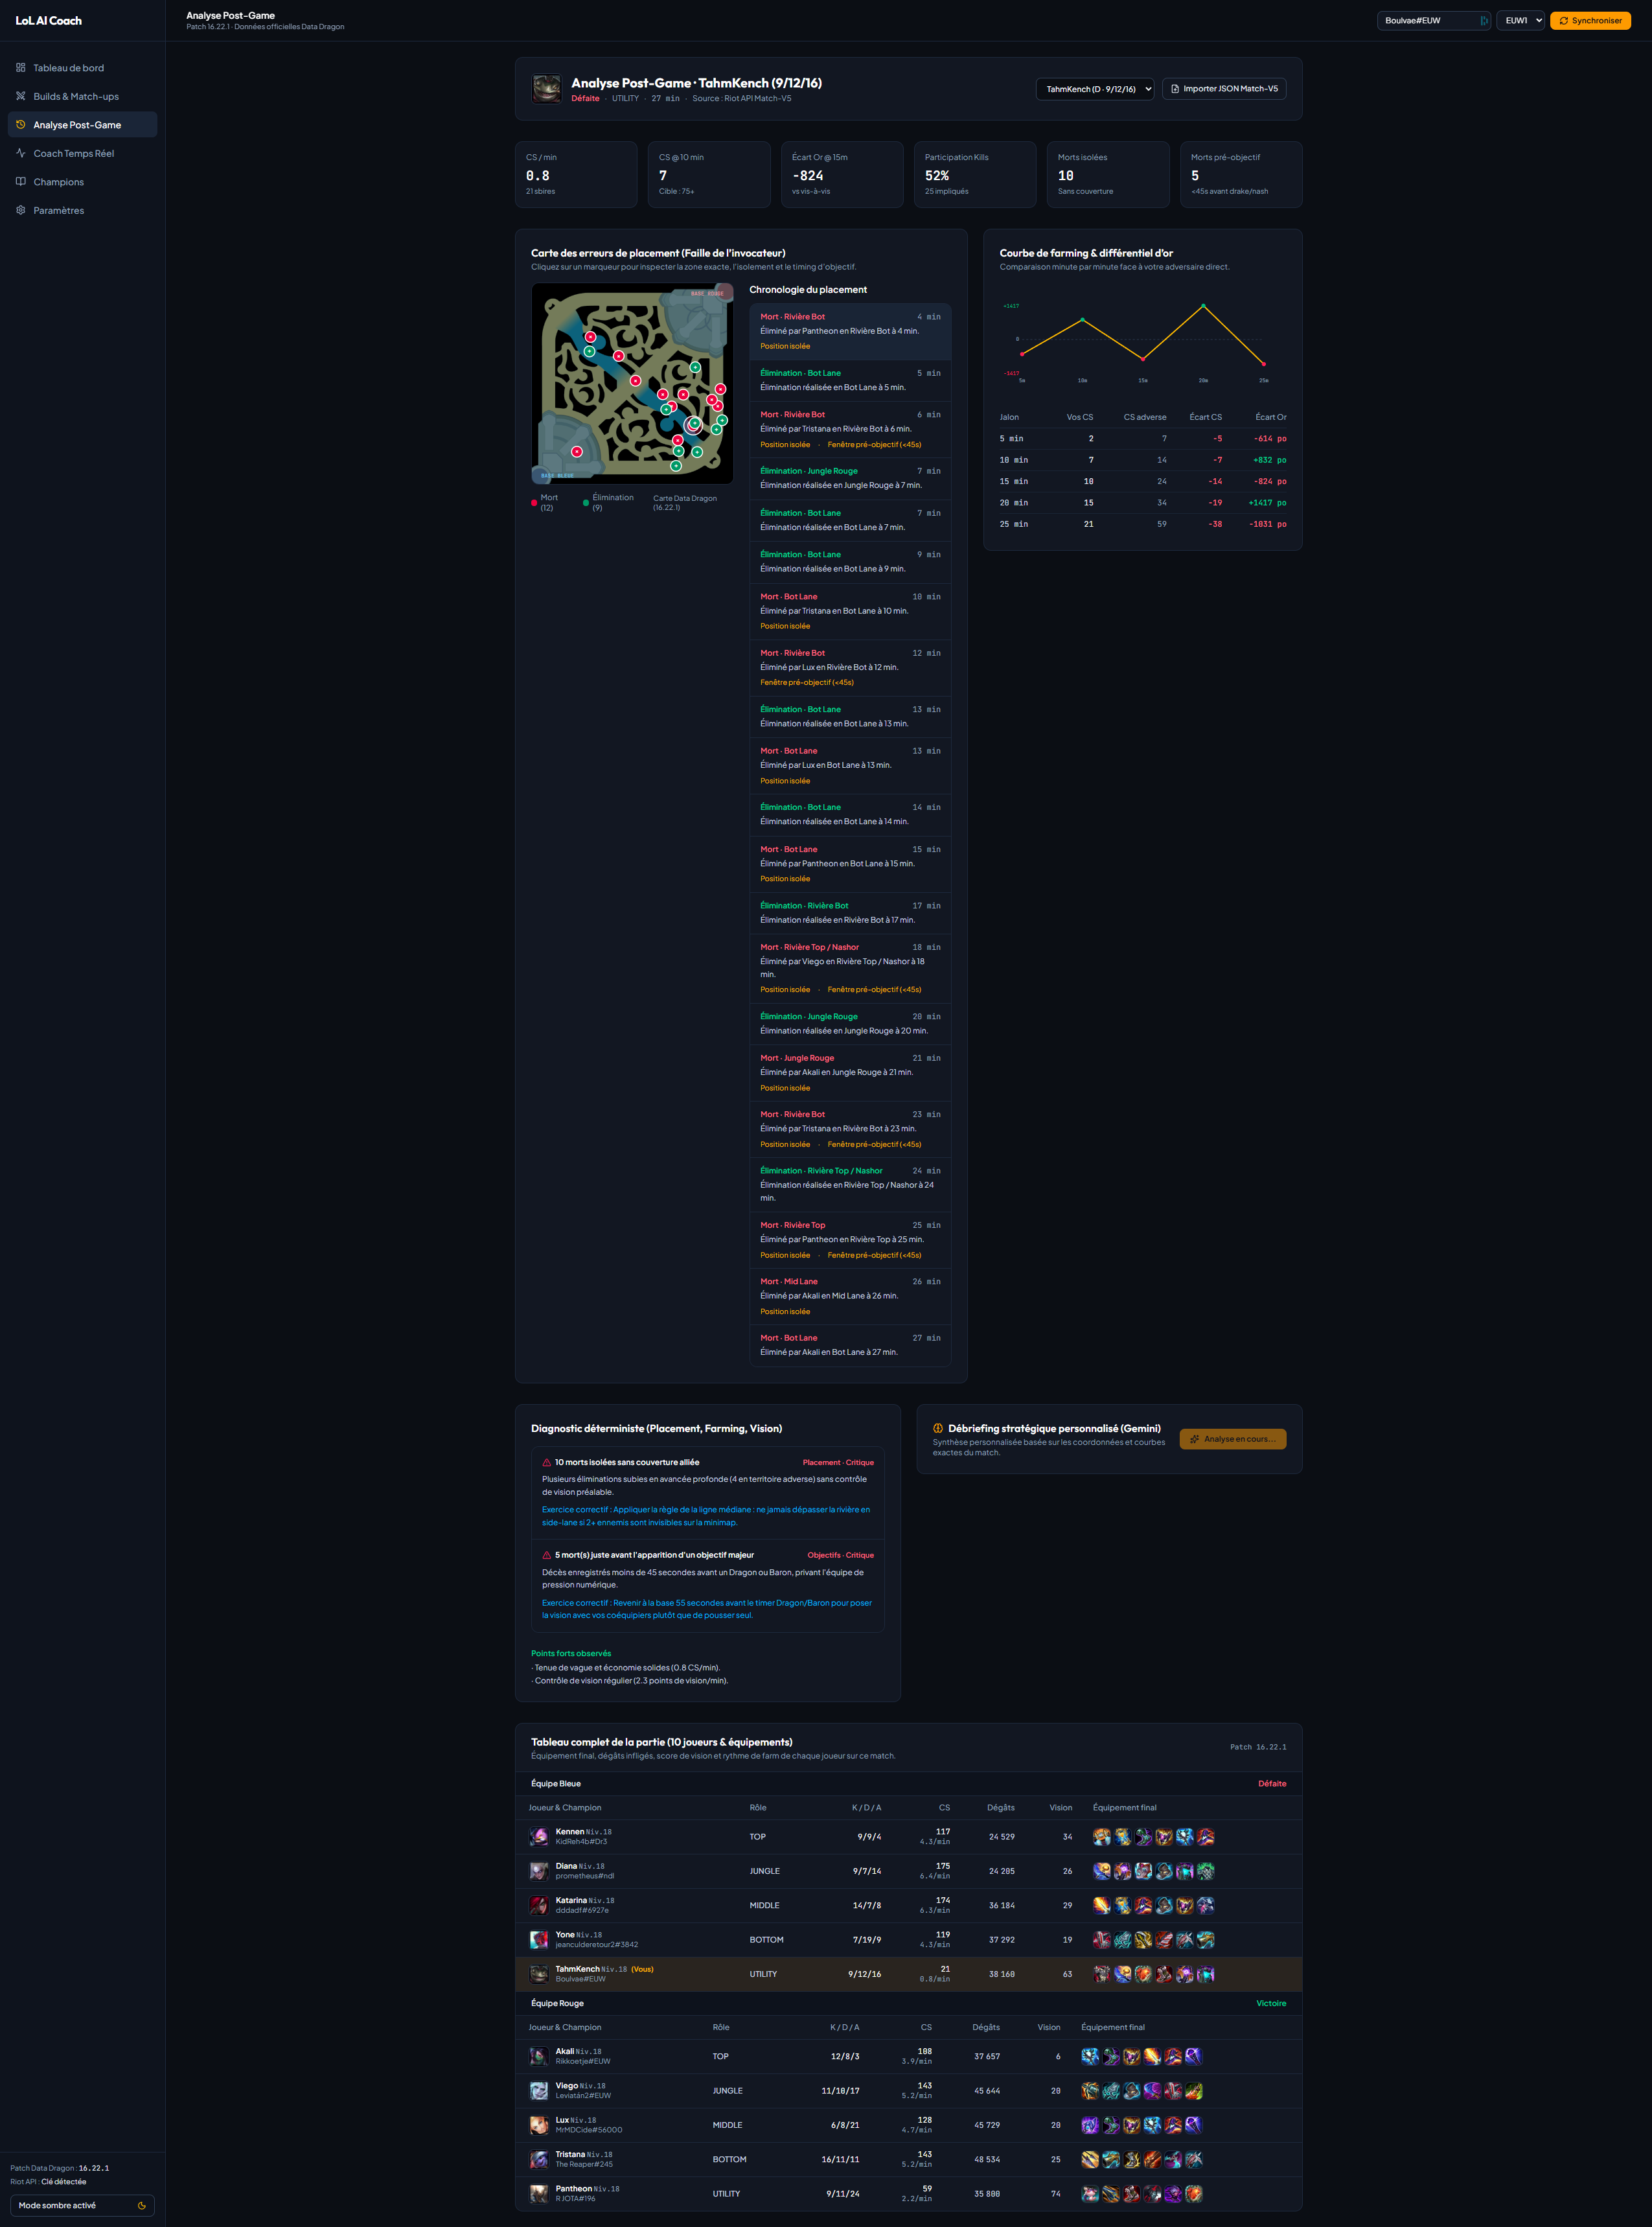 LoL AI Coach
Tableau de bord
Builds & Match-ups
Analyse Post-Game
Coach Temps Réel
Champions
Paramètres
Patch Data Dragon : 16.22.1
Riot API : Clé détectée
Mode sombre activé
Analyse Post-Game
Patch 16.22.1 · Données officielles Data Dragon
Boulvae#EUW
EUW1
Synchroniser
Analyse Post-Game · TahmKench (9/12/16)
Défaite · UTILITY · 27 min · Source : Riot API Match-V5
TahmKench (D · 9/12/16)
Importer JSON Match-V5
CS / min
0.8
21 sbires
CS @ 10 min
7
Cible : 75+
Écart Or @ 15m
-824
vs vis-à-vis
Participation Kills
52%
25 impliqués
Morts isolées
10
Sans couverture
Morts pré-objectif
5
<45s avant drake/nash
Carte des erreurs de placement (Faille de l'invocateur)
Cliquez sur un marqueur pour inspecter la zone exacte, l'isolement et le timing d'objectif.
BASE ROUGE
BASE BLEUE
Mort (12)
Élimination (9)
Carte Data Dragon (16.22.1)
Chronologie du placement
Mort · Rivière Bot 4 min
Éliminé par Pantheon en Rivière Bot à 4 min.
Position isolée
Élimination · Bot Lane 5 min
Élimination réalisée en Bot Lane à 5 min.
Mort · Rivière Bot 6 min
Éliminé par Tristana en Rivière Bot à 6 min.
Position isolée · Fenêtre pré-objectif (<45s)
Élimination · Jungle Rouge 7 min
Élimination réalisée en Jungle Rouge à 7 min.
Élimination · Bot Lane 7 min
Élimination réalisée en Bot Lane à 7 min.
Élimination · Bot Lane 9 min
Élimination réalisée en Bot Lane à 9 min.
Mort · Bot Lane 10 min
Éliminé par Tristana en Bot Lane à 10 min.
Position isolée
Mort · Rivière Bot 12 min
Éliminé par Lux en Rivière Bot à 12 min.
Fenêtre pré-objectif (<45s)
Élimination · Bot Lane 13 min
Élimination réalisée en Bot Lane à 13 min.
Mort · Bot Lane 13 min
Éliminé par Lux en Bot Lane à 13 min.
Position isolée
Élimination · Bot Lane 14 min
Élimination réalisée en Bot Lane à 14 min.
Mort · Bot Lane 15 min
Éliminé par Pantheon en Bot Lane à 15 min.
Position isolée
Élimination · Rivière Bot 17 min
Élimination réalisée en Rivière Bot à 17 min.
Mort · Rivière Top / Nashor 18 min
Éliminé par Viego en Rivière Top / Nashor à 18
min.
Position isolée · Fenêtre pré-objectif (<45s)
Élimination · Jungle Rouge 20 min
Élimination réalisée en Jungle Rouge à 20 min.
Mort · Jungle Rouge 21 min
Éliminé par Akali en Jungle Rouge à 21 min.
Position isolée
Mort · Rivière Bot 23 min
Éliminé par Tristana en Rivière Bot à 23 min.
Position isolée · Fenêtre pré-objectif (<45s)
Élimination · Rivière Top / Nashor 24 min
Élimination réalisée en Rivière Top / Nashor à 24
min.
Mort · Rivière Top 25 min
Éliminé par Pantheon en Rivière Top à 25 min.
Position isolée · Fenêtre pré-objectif (<45s)
Mort · Mid Lane 26 min
Éliminé par Akali en Mid Lane à 26 min.
Position isolée
Mort · Bot Lane 27 min
Éliminé par Akali en Bot Lane à 27 min.
Courbe de farming & différentiel d'or
Comparaison minute par minute face à votre adversaire direct.
+1417
0
-1417
5m 10m 15m 20m 25m
Jalon Vos CS CS adverse Écart CS Écart Or
5 min 2 7 -5 -614 po
10 min 7 14 -7 +832 po
15 min 10 24 -14 -824 po
20 min 15 34 -19 +1417 po
25 min 21 59 -38 -1031 po
Diagnostic déterministe (Placement, Farming, Vision)
10 morts isolées sans couverture alliée Placement · Critique
Plusieurs éliminations subies en avancée profonde (4 en territoire adverse) sans contrôle
de vision préalable.
Exercice correctif : Appliquer la règle de la ligne médiane : ne jamais dépasser la rivière en
side-lane si 2+ ennemis sont invisibles sur la minimap.
5 mort(s) juste avant l'apparition d'un objectif majeur Objectifs · Critique
Décès enregistrés moins de 45 secondes avant un Dragon ou Baron, privant l'équipe de
pression numérique.
Exercice correctif : Revenir à la base 55 secondes avant le timer Dragon/Baron pour poser
la vision avec vos coéquipiers plutôt que de pousser seul.
Points forts observés
· Tenue de vague et économie solides (0.8 CS/min).
· Contrôle de vision régulier (2.3 points de vision/min).
Débriefing stratégique personnalisé (Gemini)
Synthèse personnalisée basée sur les coordonnées et courbes
exactes du match.
Analyse en cours...
Tableau complet de la partie (10 joueurs & équipements)
Équipement final, dégâts infligés, score de vision et rythme de farm de chaque joueur sur ce match.
Patch 16.22.1
Équipe Bleue Défaite
Joueur & Champion Rôle K / D / A CS Dégâts Vision Équipement final
Kennen Niv.18 TOP 9/9/4 117 24 529 34
KidReh4b#Dr3 4.3/min
Diana Niv.18 JUNGLE 9/7/14 175 24 205 26
prometheus#ndl 6.4/min
Katarina Niv.18 MIDDLE 14/7/8 174 36 184 29
dddadf#6927e 6.3/min
Yone Niv.18 BOTTOM 7/19/9 119 37 292 19
jeanculderetour2#3842 4.3/min
TahmKench Niv.18 (Vous) UTILITY 9/12/16 21 38 160 63
Boulvae#EUW 0.8/min
Équipe Rouge Victoire
Joueur & Champion Rôle K / D / A CS Dégâts Vision Équipement final
Akali Niv.18 TOP 12/8/3 108 37 657 6
Rikkoetje#EUW 3.9/min
Viego Niv.18 JUNGLE 11/10/17 143 45 644 20
Leviatán2#EUW 5.2/min
Lux Niv.18 MIDDLE 6/8/21 128 45 729 20
MrMDCide#56000 4.7/min
Tristana Niv.18 BOTTOM 16/11/11 143 48 534 25
The Reaper#245 5.2/min
Pantheon Niv.18 UTILITY 9/11/24 59 35 800 74
R JOTA#196 2.2/min